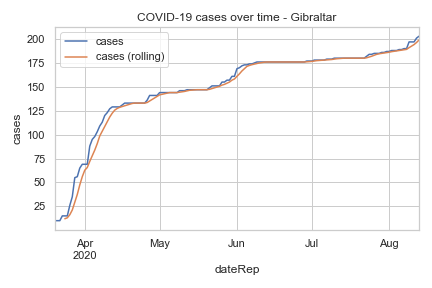 COVID-19 cases over time - Gibraltar
cases
cases (rolling)
cases
200
175
150
125
100
75
50
25
Apr
2020
May
Jun
Jul
Aug
dateRep